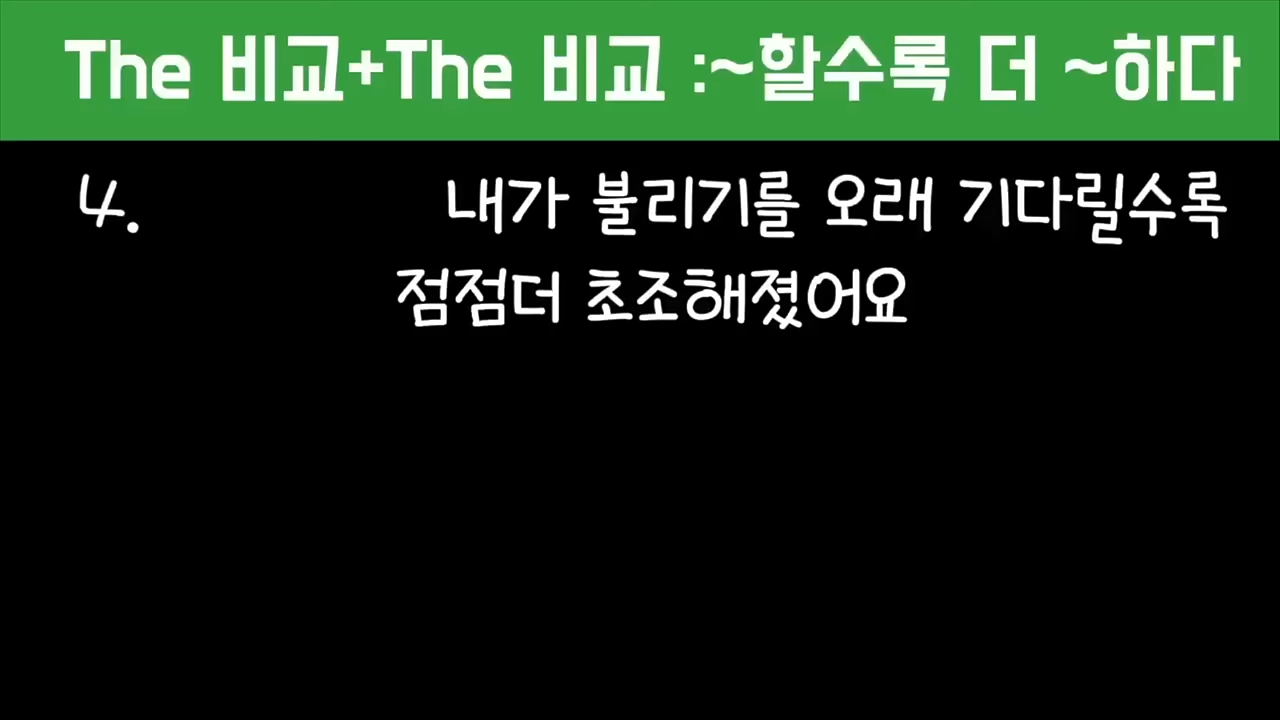 The 비교+The 비교 :~할수록 더 ~하다
4. 내가 불리기를 오래 기다릴수록
점점더 초조해졌어요